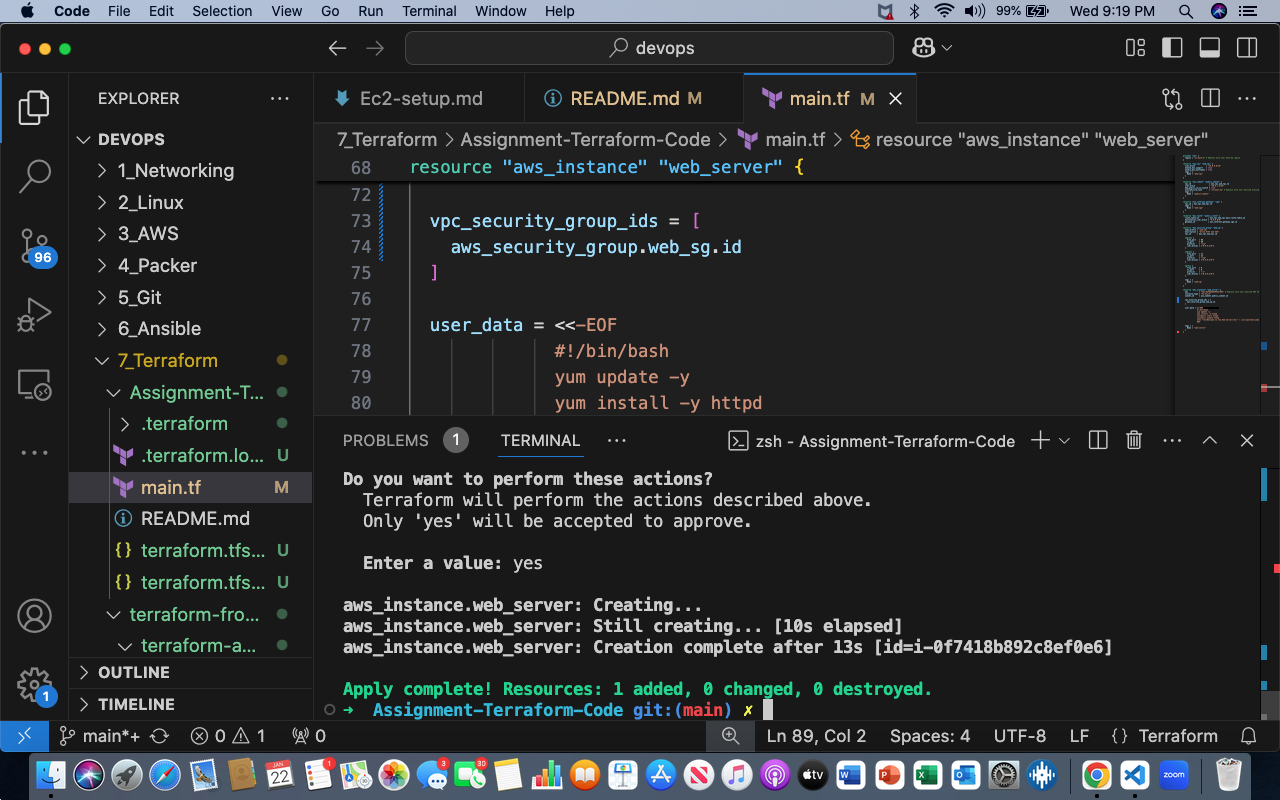 Code File Edit Selection View Go Run Terminal Window Help 99% Wed 9:19 PM
devops
EXPLORER
DEVOPS
1_Networking
2_Linux
3_AWS
4_Packer
5_Git
6_Ansible
7_Terraform
Assignment-T...
.terraform
.terraform.lo... U
main.tf M
README.md
terraform.tfs... U
terraform.tfs... U
terraform-fro...
terraform-a...
OUTLINE
TIMELINE
96
1
Ec2-setup.md README.md M main.tf M
7_Terraform > Assignment-Terraform-Code > main.tf > resource "aws_instance" "web_server"
68 resource "aws_instance" "web_server" {
72
73 vpc_security_group_ids = [
74 aws_security_group.web_sg.id
75 ]
76
77 user_data = <<-EOF
78 #!/bin/bash
79 yum update -y
80 yum install -y httpd
PROBLEMS 1 TERMINAL zsh - Assignment-Terraform-Code
Do you want to perform these actions?
Terraform will perform the actions described above.
Only 'yes' will be accepted to approve.
Enter a value: yes
aws_instance.web_server: Creating...
aws_instance.web_server: Still creating... [10s elapsed]
aws_instance.web_server: Creation complete after 13s [id=i-0f7418b892c8ef0e6]
Apply complete! Resources: 1 added, 0 changed, 0 destroyed.
➜ Assignment-Terraform-Code git:(main) ✗
main*+ 0 1 0 Ln 89, Col 2 Spaces: 4 UTF-8 LF {} Terraform
JAN
22
1
3
30
tv
W
P
X
zoom